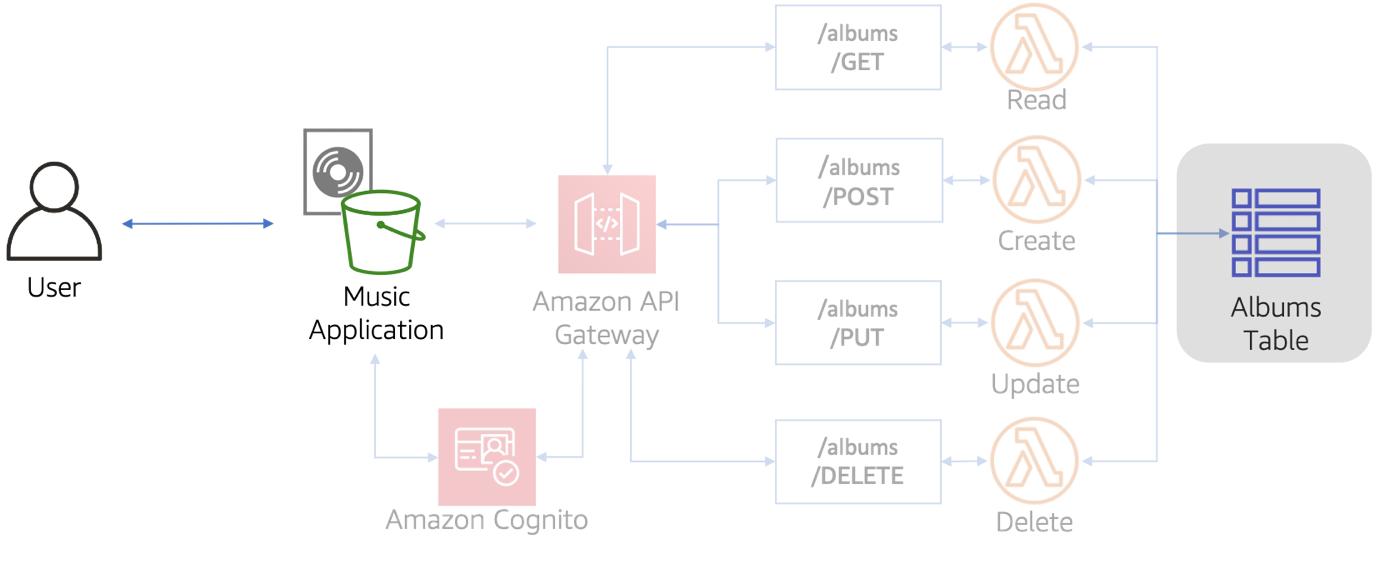 User
Music
Application
Amazon API
Gateway
Amazon Cognito
/albums
/GET
Read
/albums
/POST
Create
/albums
/PUT
Update
/albums
/DELETE
Delete
Albums
Table